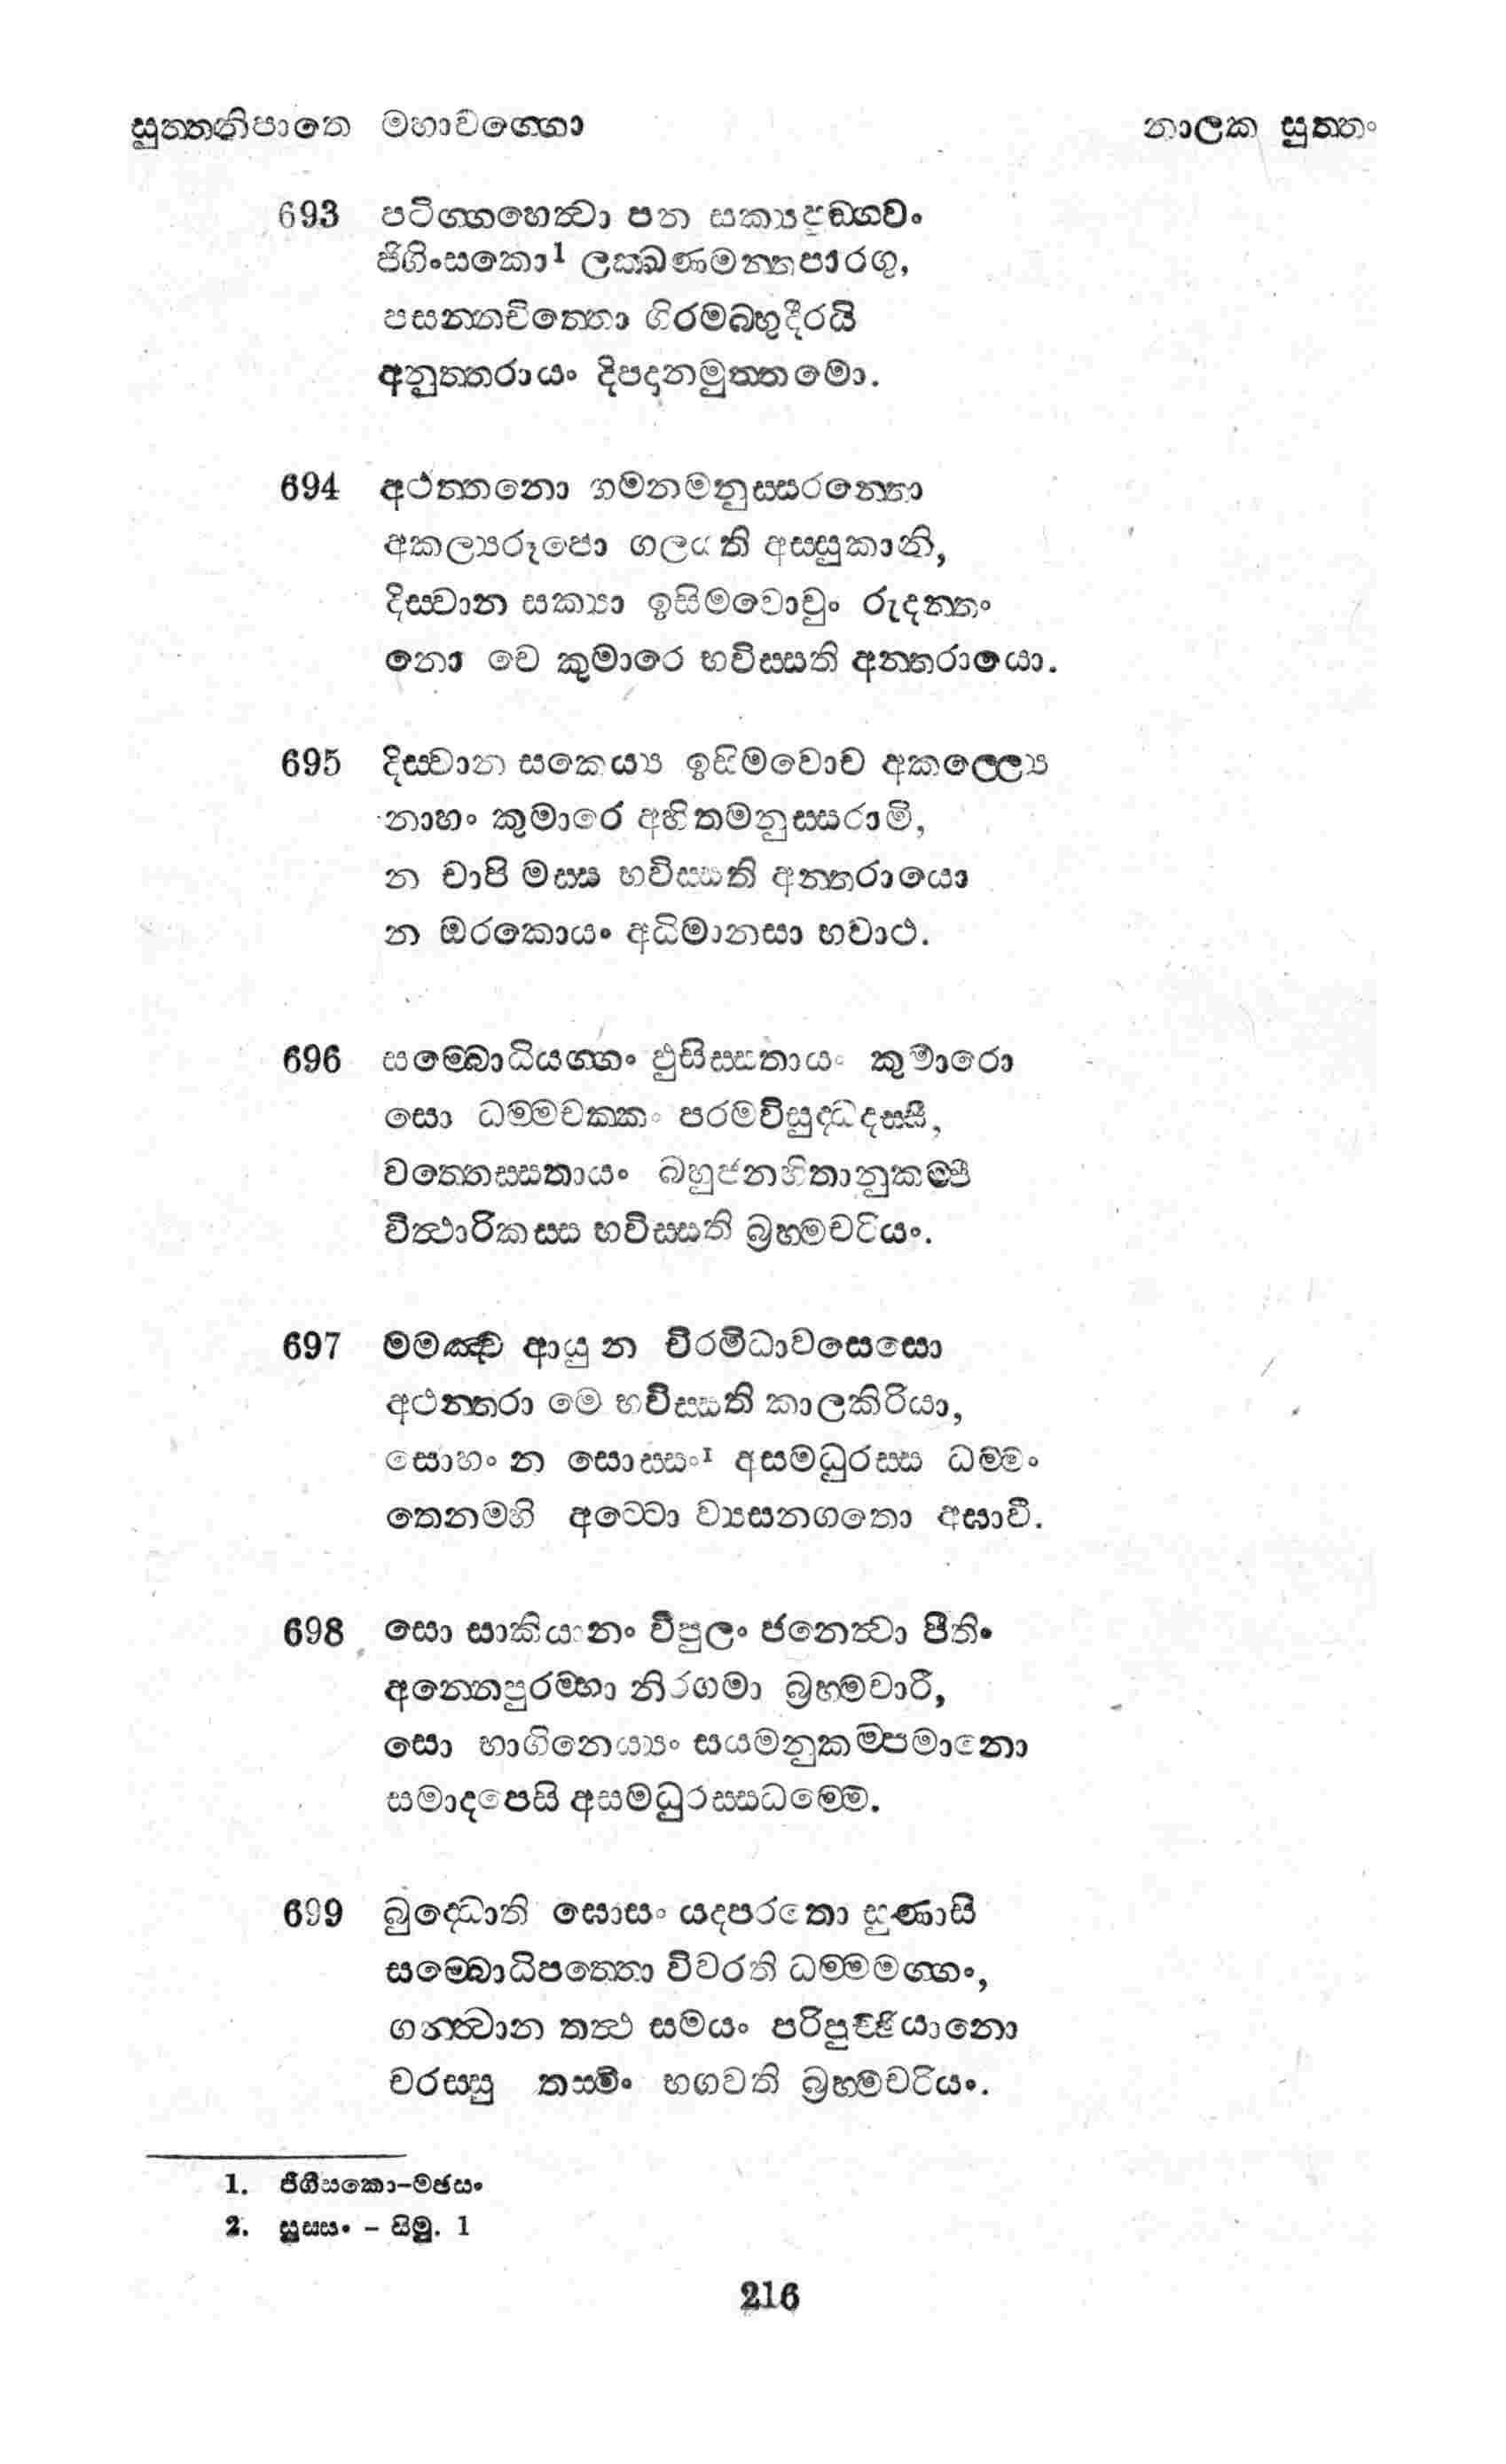 සුත්තනිපාතෙ මහාවග්ගො
නාලක සුත්තං
693 පටිග්ගහෙත්වා පන සක්‍යපුඞ්ගවං
ජිගිංසකො1 ලක්ඛණමන්තපාරගු,
පසන්නචිත්තො ගිරමබ්භුදීරයි
අනුත්තරායං දිපදානමුත්තමො.
694 අථත්තනො ගමනමනුස්සරන්තො
අකල්‍යරූපො ගලයති අස්සුකානි,
දිස්වාන සක්‍යා ඉසිමවොචුං රුදන්තං
නො චෙ කුමාරෙ භවිස්සති අන්තරායො.
695 දිස්වාන සක්‍යෙ ඉසිමවොච අකල්‍යෙ
නාහං කුමාරෙ අහිතමනුස්සරාමි,
න චාපි මස්ස භවිස්සති අන්තරායො
න ඔරකොයං අධිමානසා භවාථ.
696 සම්බොධියග්ගං ඵුසිස්සතායං කුමාරො
සො ධම්මචක්කං පරමවිසුද්ධදස්සී,
වත්තෙස්සතායං බහුජනහිතානුකම්පී
විත්ථාරිකස්ස භවිස්සති බ්‍රහ්මචරියං.
697 මමඤ්ච ආයු න චිරමිධාවසෙසො
අථන්තරා මෙ භවිස්සති කාලකිරියා,
සොහං න සොස්සං1 අසමධුරස්ස ධම්මං
තෙනම්හි අට්ටො ව්‍යසනගතො අඝාවී.
698 සො සාකියානං විපුලං ජනෙත්වා පීතිං
අන්තෙපුරම්හා නිරගමා බ්‍රහ්මචාරී,
සො භාගිනෙය්‍යං සයමනුකම්පමානො
සමාදපෙසි අසමධුරස්සධම්මෙ.
699 බුද්ධොති ඝොසං යදපරතො සුණාසි
සම්බොධිපත්තො විවරති ධම්මමග්ගං,
ගන්ත්වාන තත්ථ සමයං පරිපුච්ඡියානො
චරස්සු තස්මිං භගවති බ්‍රහ්මචරියං.
1. ජිගීසකො-මඡසං
2. සුස්සං - සිමු. 1
216